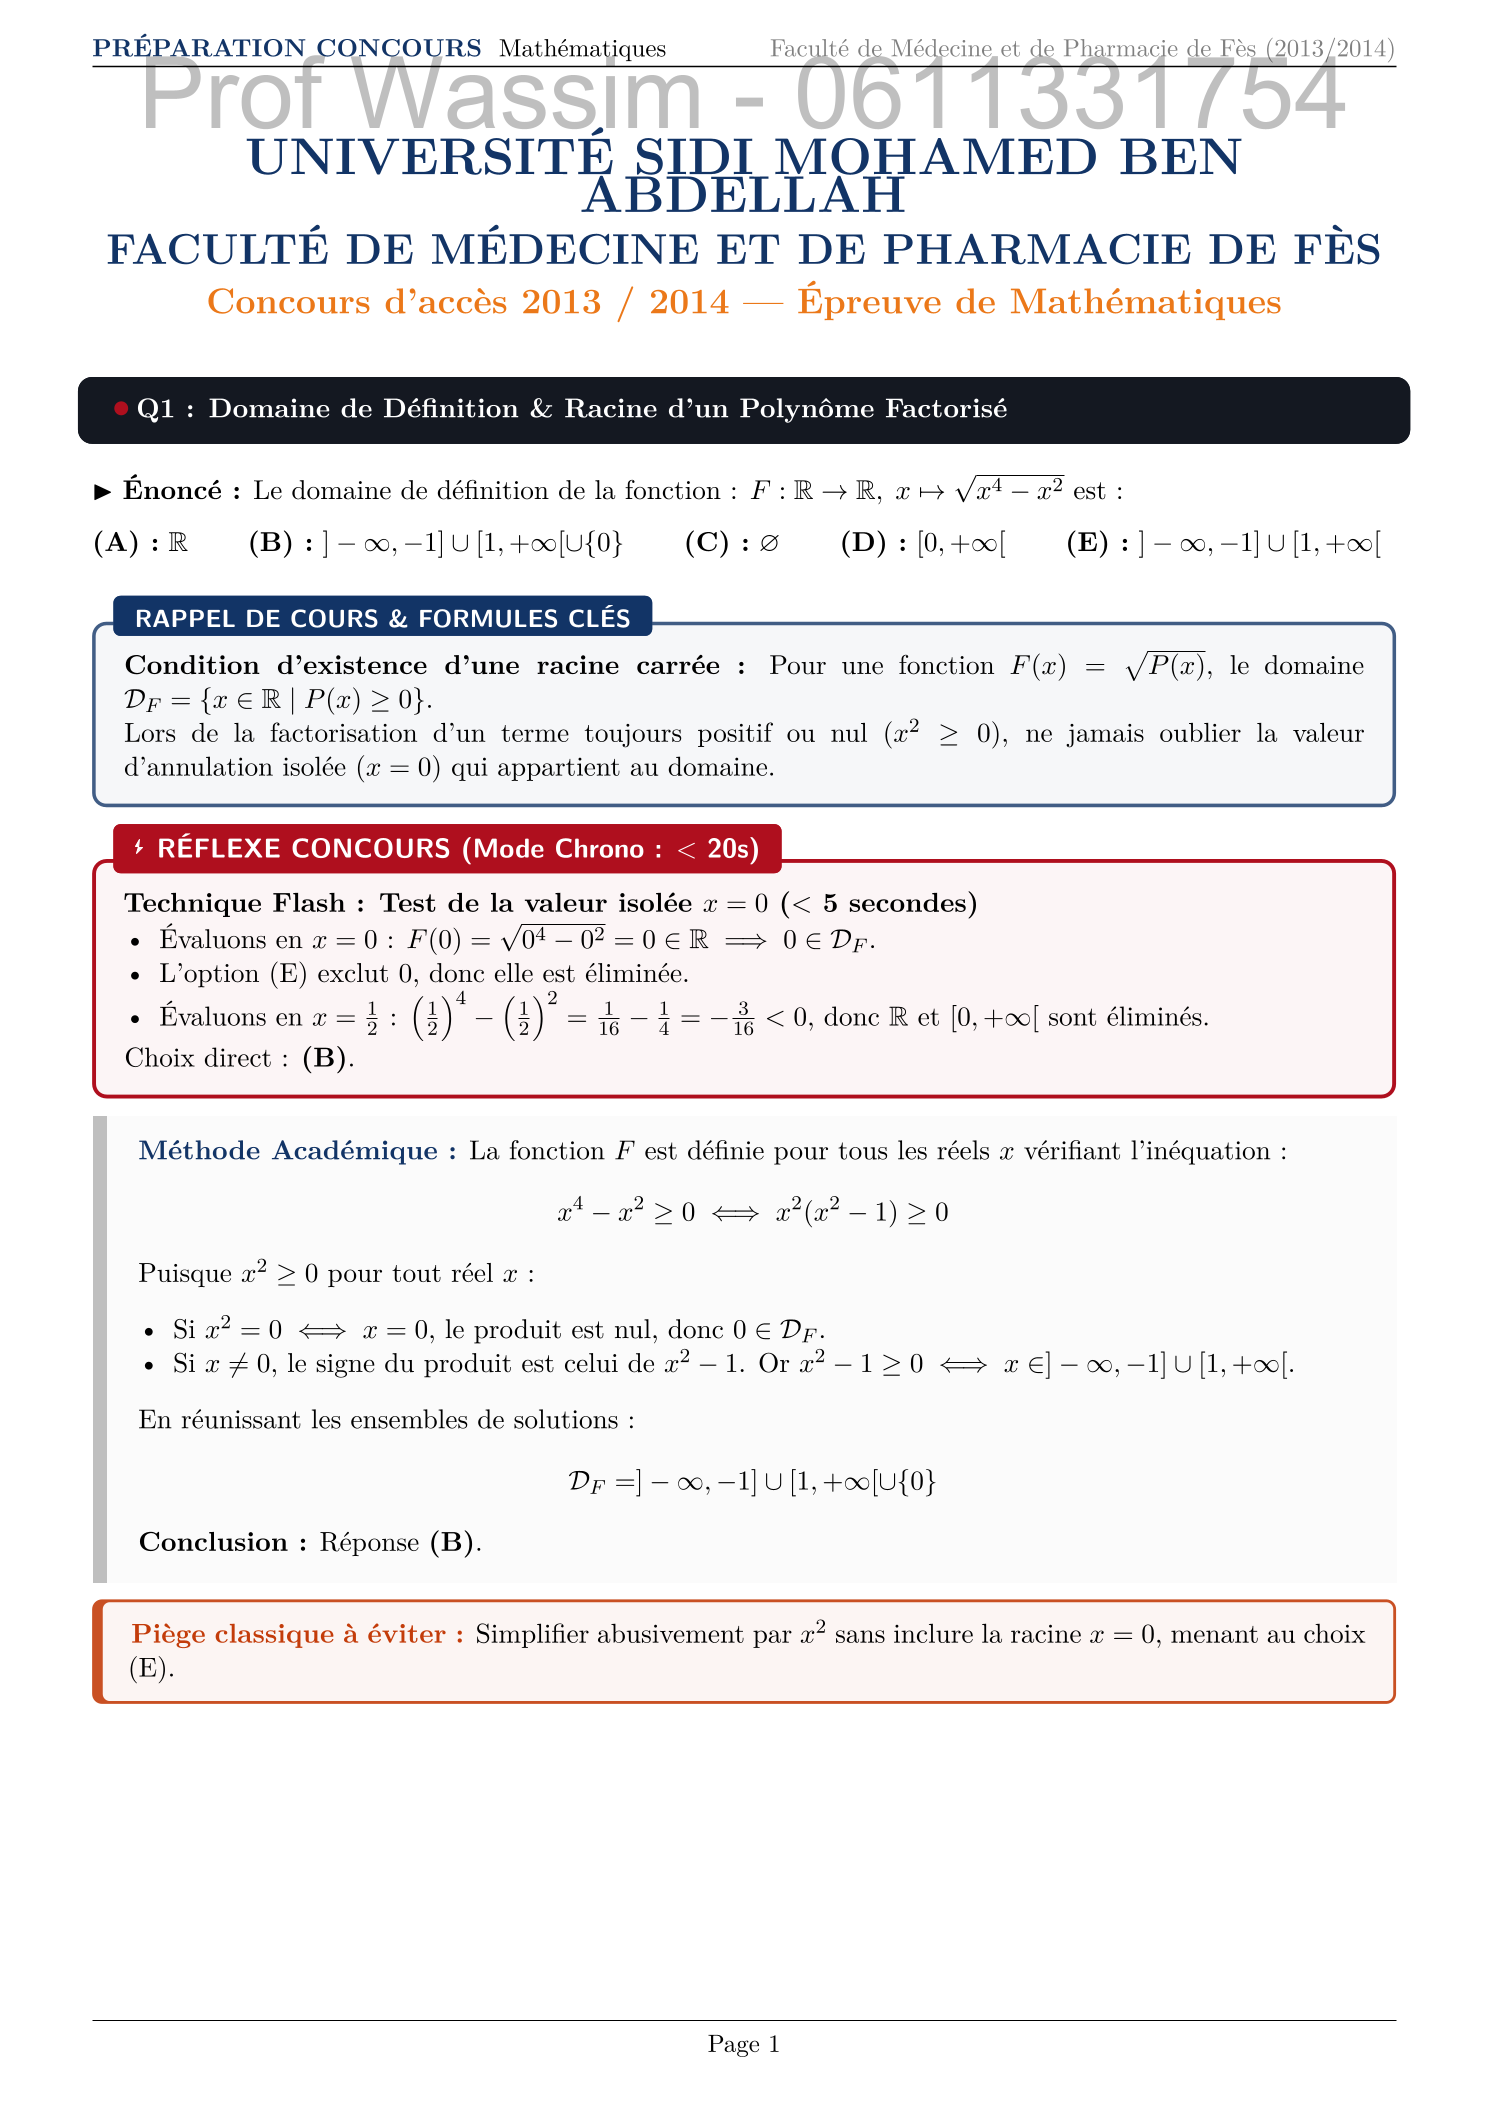 PRÉPARATION CONCOURS Mathématiques Faculté de Médecine et de Pharmacie de Fès (2013/2014)
Prof Wassim - 0611331754
UNIVERSITÉ SIDI MOHAMED BEN
ABDELLAH
FACULTÉ DE MÉDECINE ET DE PHARMACIE DE FÈS
Concours d'accès 2013 / 2014 — Épreuve de Mathématiques
● Q1 : Domaine de Définition & Racine d'un Polynôme Factorisé
▶ Énoncé : Le domaine de définition de la fonction : F : ℝ → ℝ, x ↦ √(x⁴ − x²) est :
(A) : ℝ (B) : ] − ∞, −1] ∪ [1, +∞[∪{0} (C) : ∅ (D) : [0, +∞[ (E) : ] − ∞, −1] ∪ [1, +∞[
RAPPEL DE COURS & FORMULES CLÉS
Condition d'existence d'une racine carrée : Pour une fonction F(x) = √P(x), le domaine
𝒟_F = {x ∈ ℝ | P(x) ≥ 0}.
Lors de la factorisation d'un terme toujours positif ou nul (x² ≥ 0), ne jamais oublier la valeur
d'annulation isolée (x = 0) qui appartient au domaine.
⚡ RÉFLEXE CONCOURS (Mode Chrono : < 20s)
Technique Flash : Test de la valeur isolée x = 0 (< 5 secondes)
• Évaluons en x = 0 : F(0) = √(0⁴ − 0²) = 0 ∈ ℝ ⟹ 0 ∈ 𝒟_F.
• L'option (E) exclut 0, donc elle est éliminée.
• Évaluons en x = 1/2 : (1/2)⁴ − (1/2)² = 1/16 − 1/4 = −3/16 < 0, donc ℝ et [0, +∞[ sont éliminés.
Choix direct : (B).
Méthode Académique : La fonction F est définie pour tous les réels x vérifiant l'inéquation :
x⁴ − x² ≥ 0 ⟺ x²(x² − 1) ≥ 0
Puisque x² ≥ 0 pour tout réel x :
• Si x² = 0 ⟺ x = 0, le produit est nul, donc 0 ∈ 𝒟_F.
• Si x ≠ 0, le signe du produit est celui de x² − 1. Or x² − 1 ≥ 0 ⟺ x ∈] − ∞, −1] ∪ [1, +∞[.
En réunissant les ensembles de solutions :
𝒟_F =] − ∞, −1] ∪ [1, +∞[∪{0}
Conclusion : Réponse (B).
Piège classique à éviter : Simplifier abusivement par x² sans inclure la racine x = 0, menant au choix
(E).
Page 1